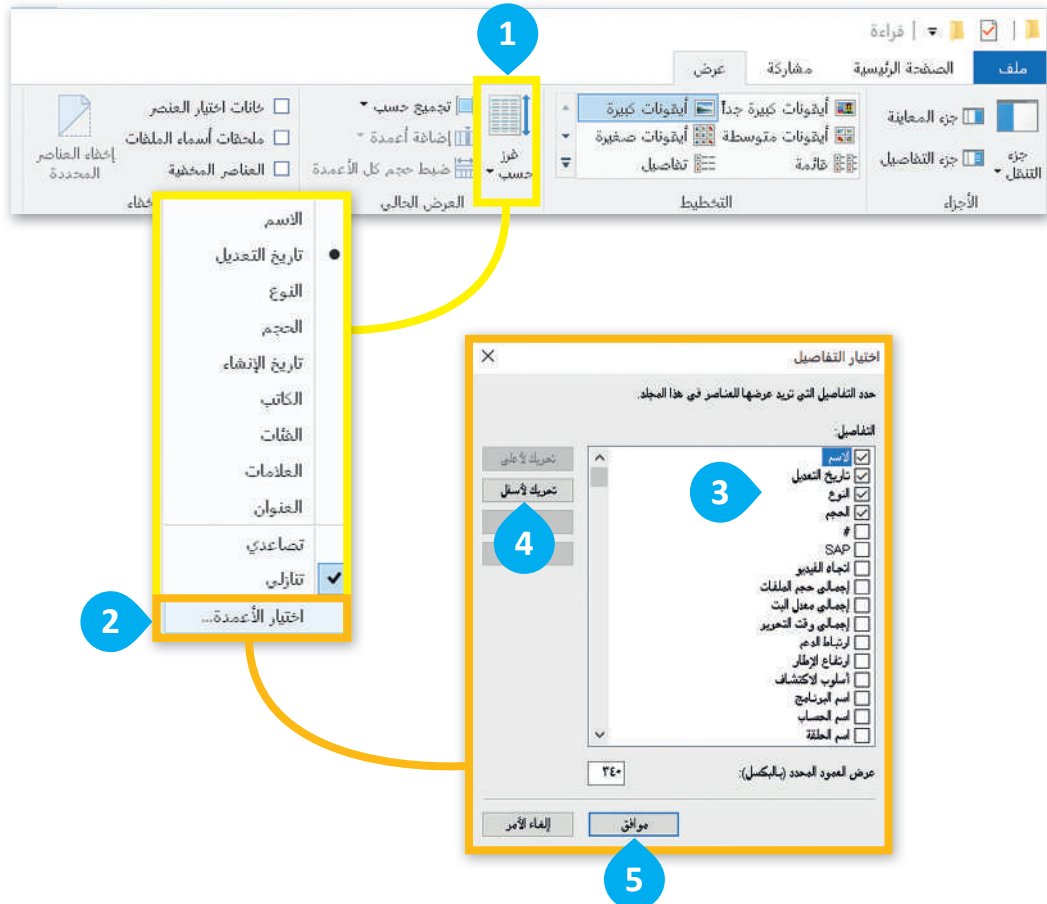 قراءة
ملف
الصفحة الرئيسية
مشاركة
عرض
1
جزء التنقل
جزء المعاينة
جزء التفاصيل
الأجزاء
أيقونات كبيرة جداً
أيقونات كبيرة
أيقونات متوسطة
أيقونات صغيرة
قائمة
تفاصيل
التخطيط
فرز
حسب
تجميع حسب
إضافة أعمدة
ضبط حجم كل الأعمدة
العرض الحالي
خانات اختيار العنصر
ملحقات أسماء الملفات
العناصر المخفية
إخفاء العناصر
المحددة
خفاء
الاسم
تاريخ التعديل
النوع
الحجم
تاريخ الإنشاء
الكاتب
الفئات
العلامات
العنوان
تصاعدي
تنازلي
2
اختيار الأعمدة...
اختيار التفاصيل
حدد التفاصيل التي تريد عرضها للعناصر في هذا المجلد.
التفاصيل:
الاسم
تاريخ التعديل
النوع
الحجم
#
SAP
اتجاه الفيديو
إجمالي حجم الملفات
إجمالي معدل البت
إجمالي وقت التحرير
ارتباط الدعم
ارتفاع الإطار
أسلوب الاكتشاف
اسم البرنامج
اسم الحساب
اسم الحلقة
3
تحريك لأعلى
تحريك لأسفل
4
عرض العمود المحدد (بالبكسل):
٣٤٠
موافق
إلغاء الأمر
5